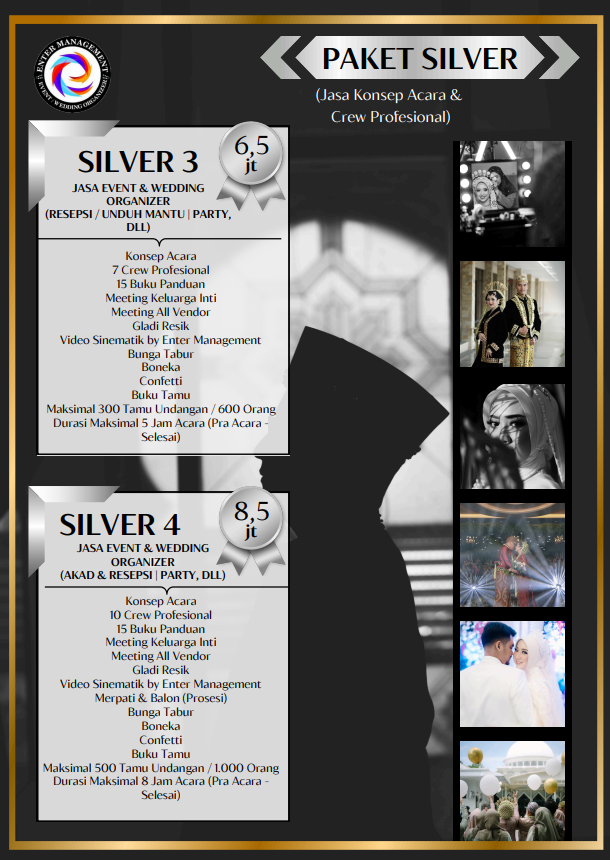 ENTER MANAGEMENT
EVENT / WEDDING ORGANIZER
PAKET SILVER
(Jasa Konsep Acara &
Crew Profesional)
SILVER 3
6,5
jt
JASA EVENT & WEDDING
ORGANIZER
(RESEPSI / UNDUH MANTU | PARTY,
DLL)
Konsep Acara
7 Crew Profesional
15 Buku Panduan
Meeting Keluarga Inti
Meeting All Vendor
Gladi Resik
Video Sinematik by Enter Management
Bunga Tabur
Boneka
Confetti
Buku Tamu
Maksimal 300 Tamu Undangan / 600 Orang
Durasi Maksimal 5 Jam Acara (Pra Acara -
Selesai)
SILVER 4
8,5
jt
JASA EVENT & WEDDING
ORGANIZER
(AKAD & RESEPSI | PARTY, DLL)
Konsep Acara
10 Crew Profesional
15 Buku Panduan
Meeting Keluarga Inti
Meeting All Vendor
Gladi Resik
Video Sinematik by Enter Management
Merpati & Balon (Prosesi)
Bunga Tabur
Boneka
Confetti
Buku Tamu
Maksimal 500 Tamu Undangan / 1.000 Orang
Durasi Maksimal 8 Jam Acara (Pra Acara -
Selesai)